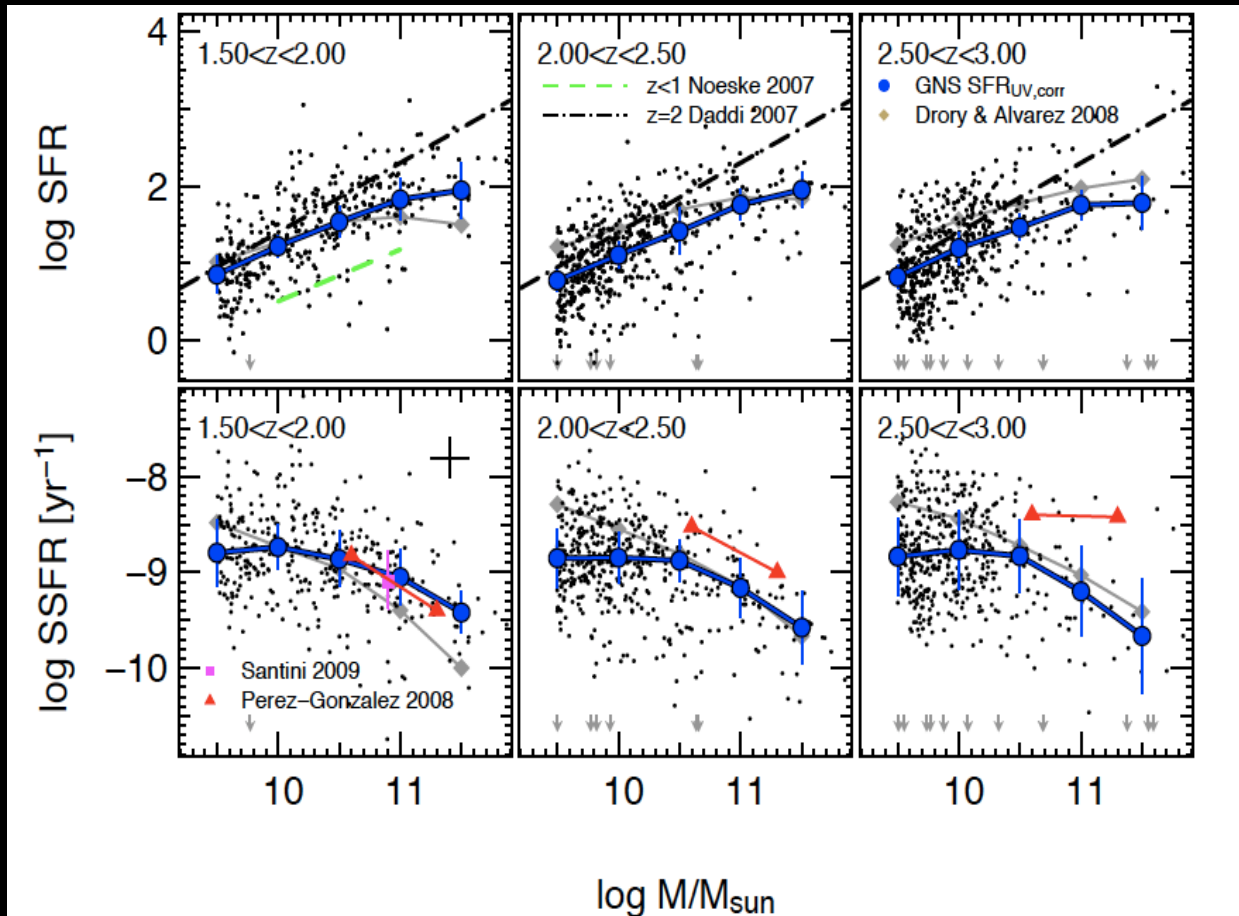 4
2
0
log SFR
1.50<z<2.00
2.00<z<2.50
z<1 Noeske 2007
z=2 Daddi 2007
2.50<z<3.00
GNS SFRUV,corr
Drory & Alvarez 2008
−8
−9
−10
log SSFR [yr−1]
1.50<z<2.00
Santini 2009
Perez−Gonzalez 2008
2.00<z<2.50
2.50<z<3.00
10 11 10 11 10 11
log M/Msun